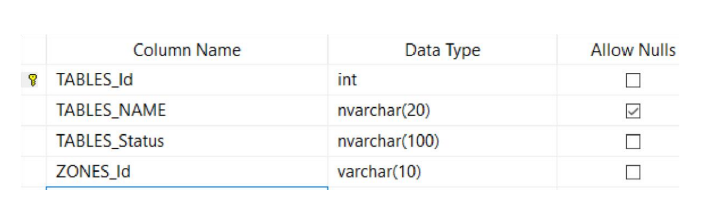 Column Name Data Type Allow Nulls
TABLES_Id int
TABLES_NAME nvarchar(20)
TABLES_Status nvarchar(100)
ZONES_Id varchar(10)